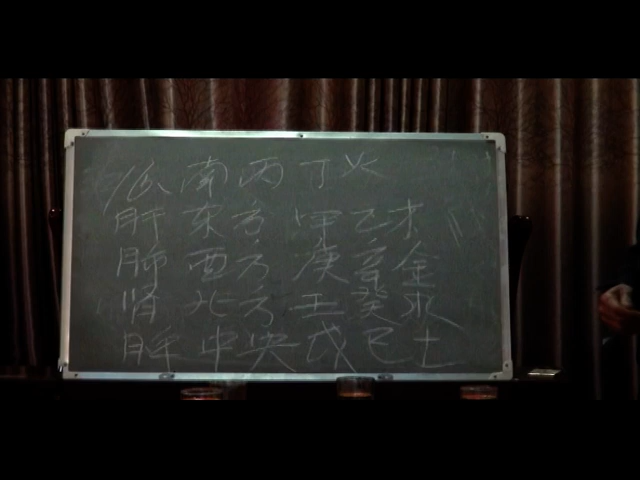 心南丙丁火
肝东方甲乙木
肺西方庚辛金
肾北方壬癸水
脾中央戊己土